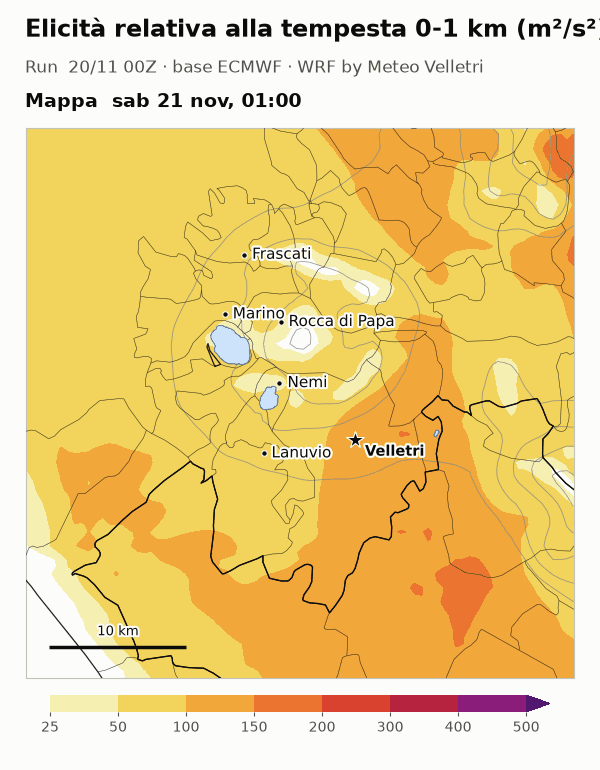 Elicità relativa alla tempesta 0-1 km (m²/s²)
Run 20/11 00Z · base ECMWF · WRF by Meteo Velletri
Mappa sab 21 nov, 01:00
Frascati
Marino
Rocca di Papa
Nemi
Velletri
Lanuvio
10 km
25 50 100 150 200 300 400 500